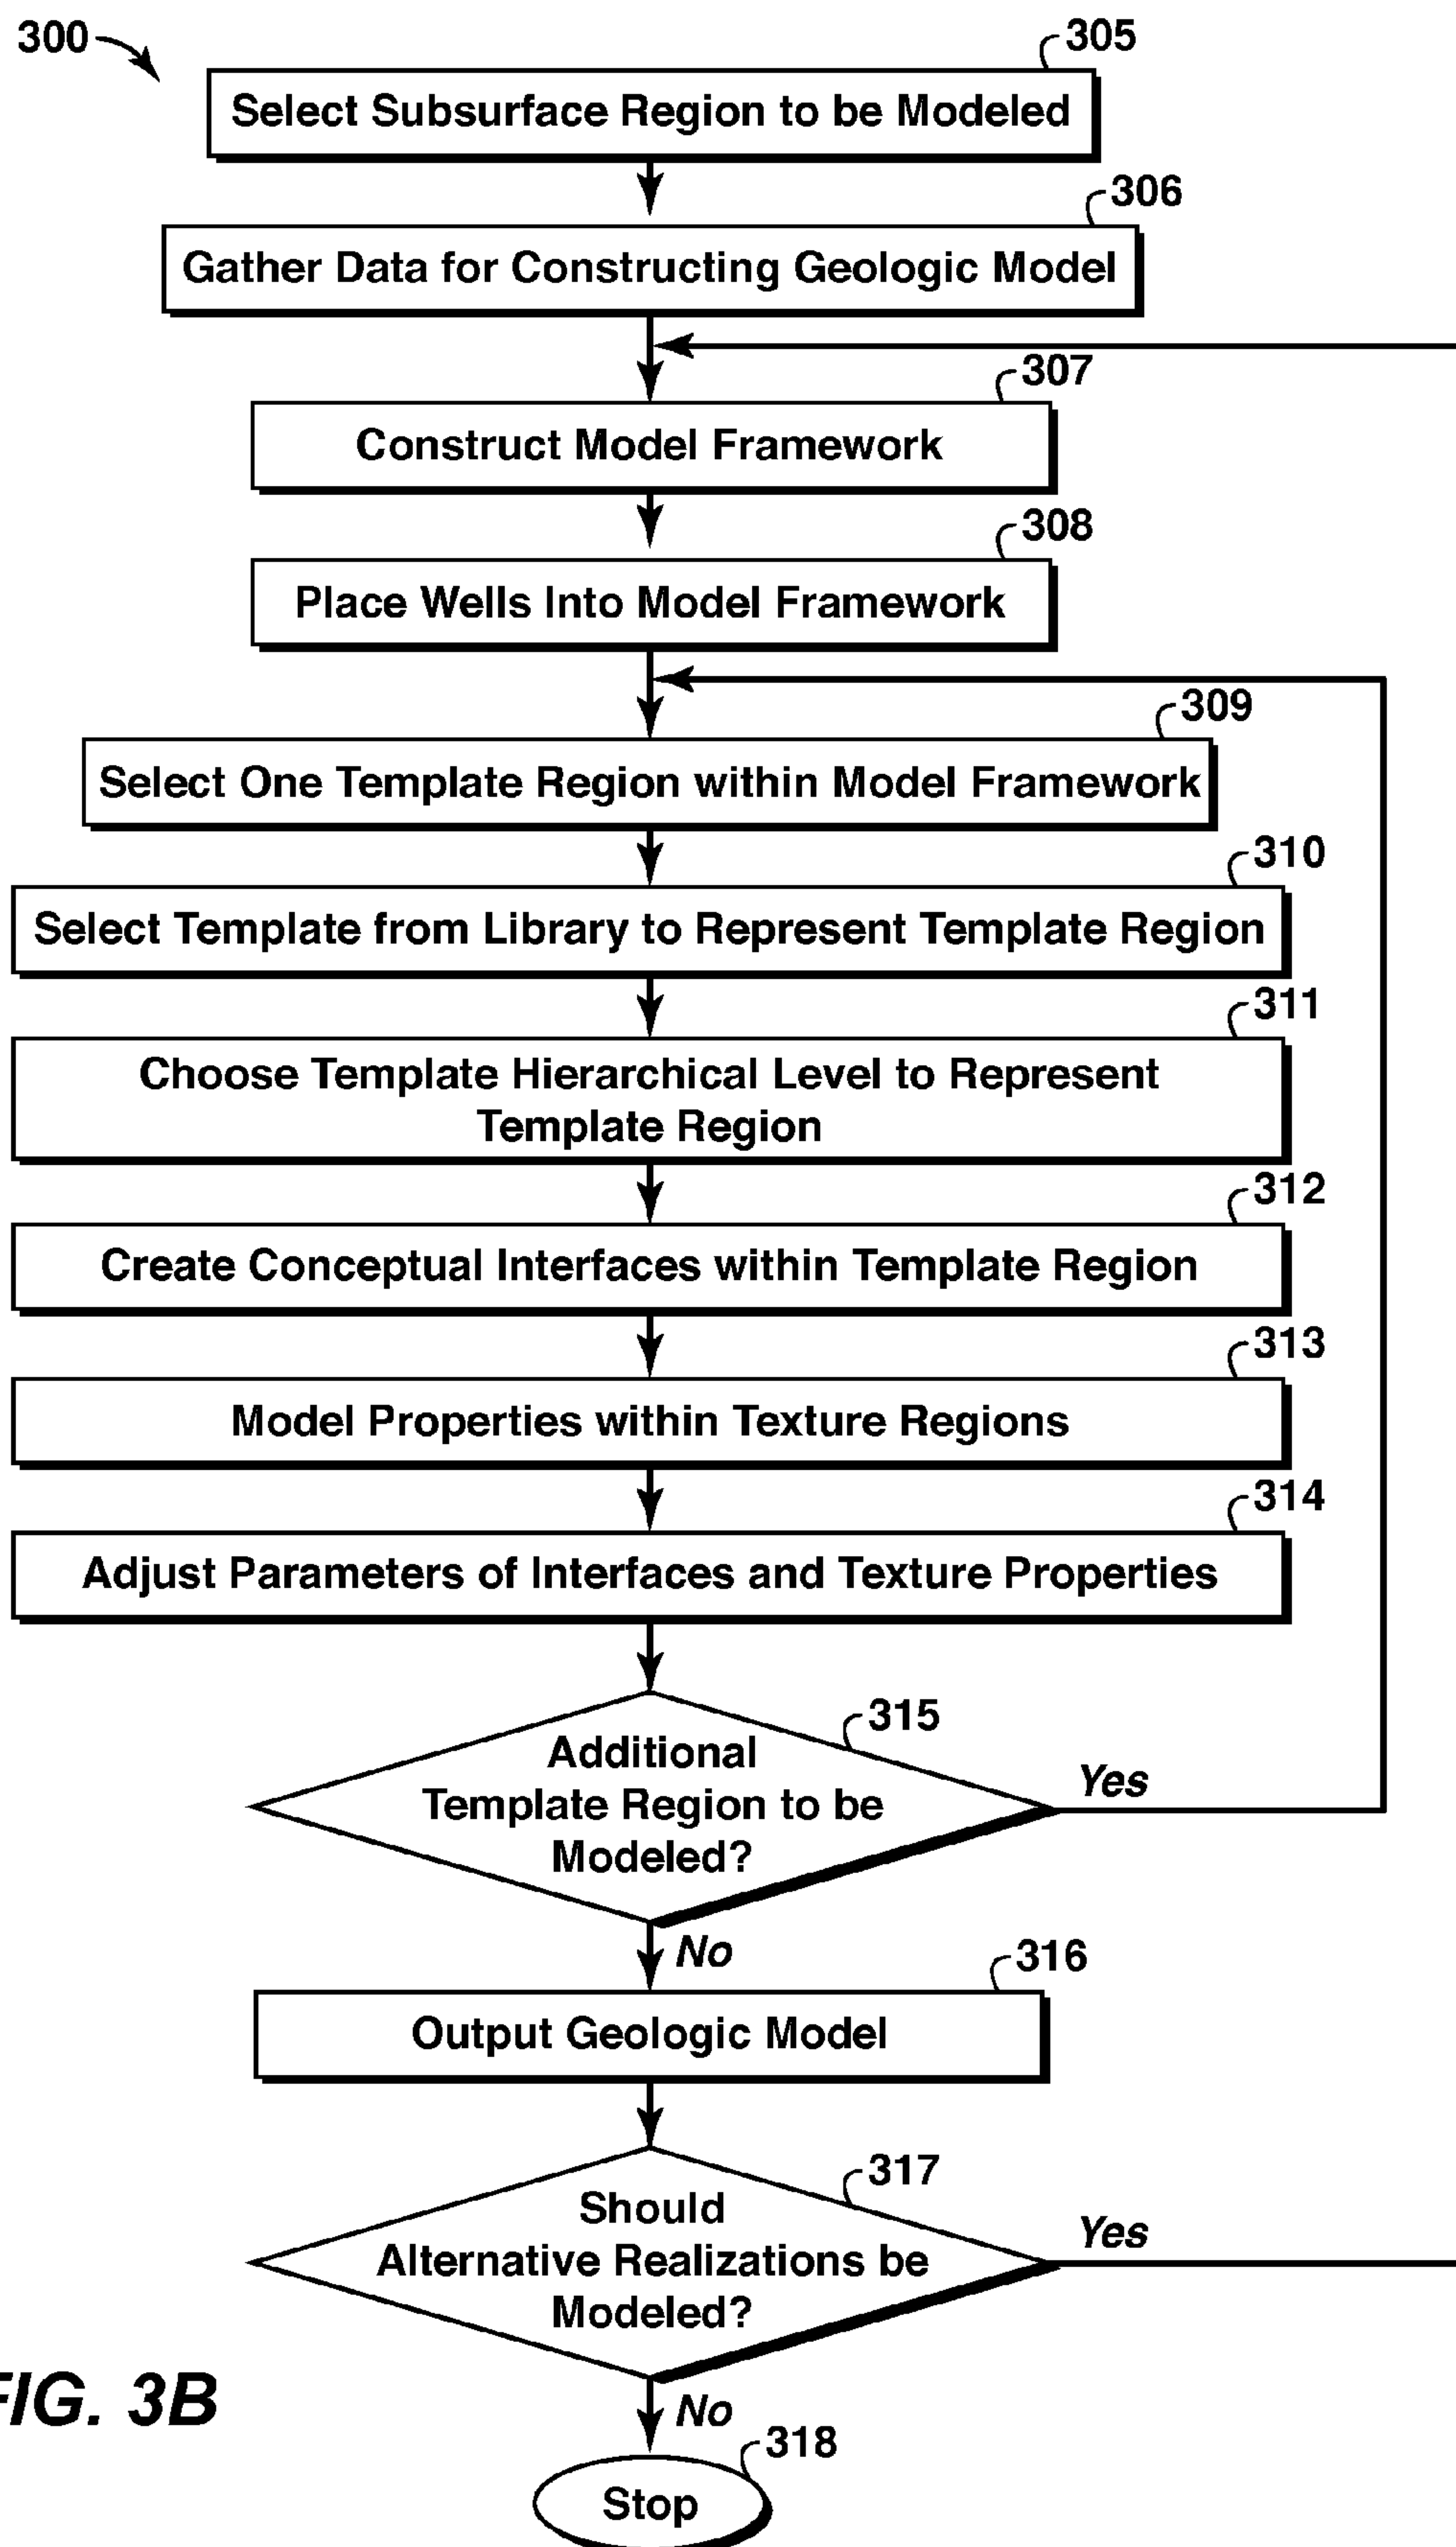 300
305
Select Subsurface Region to be Modeled
306
Gather Data for Constructing Geologic Model
307
Construct Model Framework
308
Place Wells Into Model Framework
309
Select One Template Region within Model Framework
310
Select Template from Library to Represent Template Region
311
Choose Template Hierarchical Level to Represent
Template Region
312
Create Conceptual Interfaces within Template Region
313
Model Properties within Texture Regions
314
Adjust Parameters of Interfaces and Texture Properties
315
Additional
Template Region to be
Modeled?
Yes
No
316
Output Geologic Model
317
Should
Alternative Realizations be
Modeled?
Yes
No
FIG. 3B
318
Stop